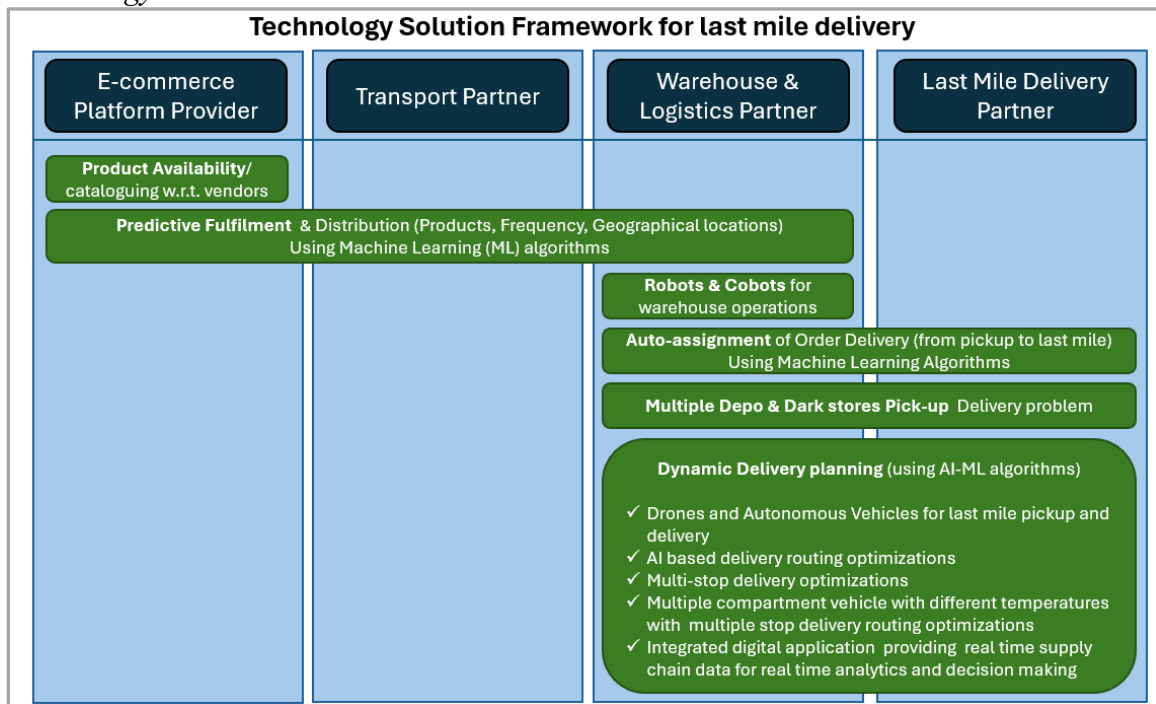 Technology Solution Framework for last mile delivery
E-commerce
Platform Provider
Transport Partner
Warehouse &
Logistics Partner
Last Mile Delivery
Partner
Product Availability/
cataloguing w.r.t. vendors
Predictive Fulfilment & Distribution (Products, Frequency, Geographical locations)
Using Machine Learning (ML) algorithms
Robots & Cobots for
warehouse operations
Auto-assignment of Order Delivery (from pickup to last mile)
Using Machine Learning Algorithms
Multiple Depo & Dark stores Pick-up Delivery problem
Dynamic Delivery planning (using AI-ML algorithms)
✓ Drones and Autonomous Vehicles for last mile pickup and
delivery
✓ AI based delivery routing optimizations
✓ Multi-stop delivery optimizations
✓ Multiple compartment vehicle with different temperatures
with multiple stop delivery routing optimizations
✓ Integrated digital application providing real time supply
chain data for real time analytics and decision making